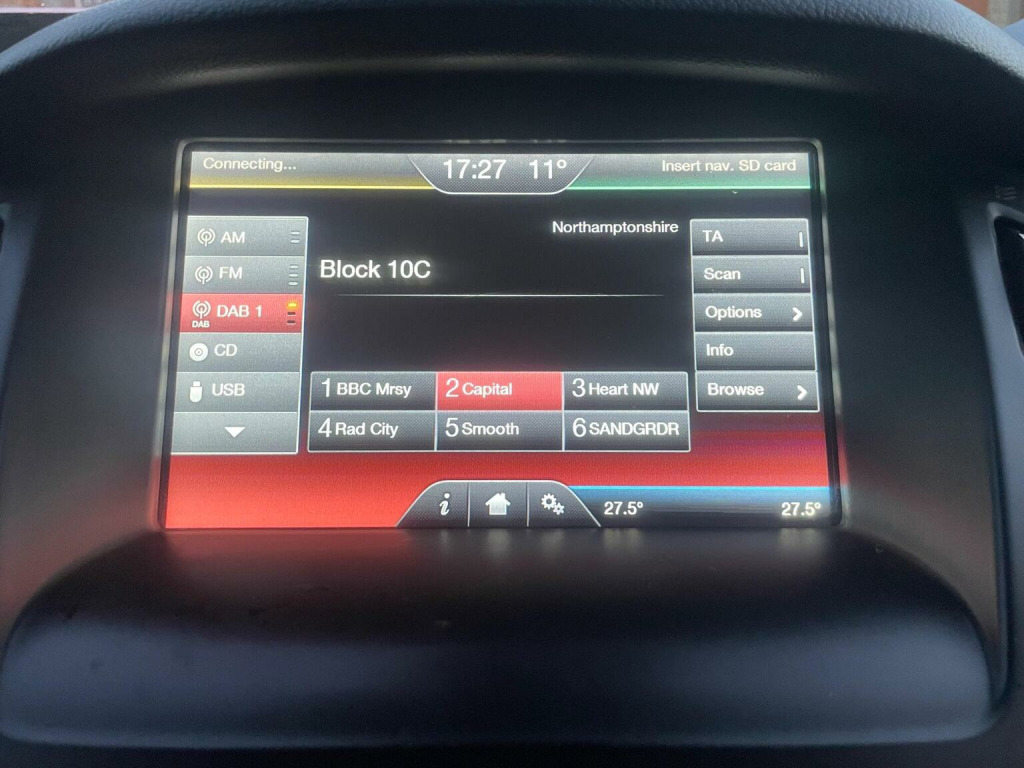 Connecting...
17:27 11°
Insert nav. SD card
AM
FM
DAB
DAB 1
CD
USB
Northamptonshire
Block 10C
1 BBC Mrsy
2 Capital
3 Heart NW
4 Rad City
5 Smooth
6 SANDGRDR
TA
Scan
Options
Info
Browse
i
27.5°
27.5°